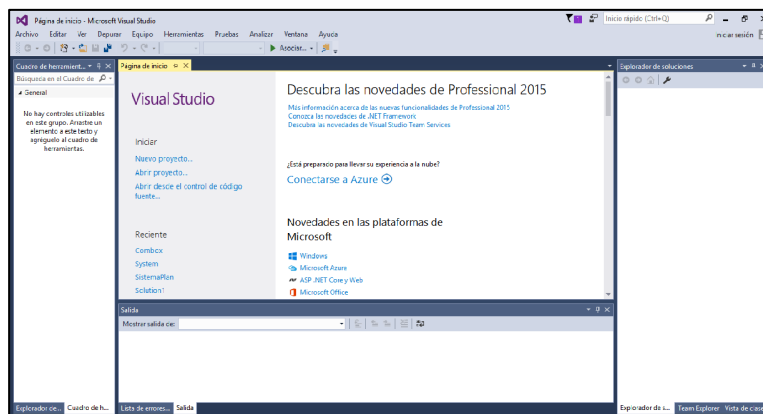 Página de inicio - Microsoft Visual Studio
Inicio rápido (Ctrl+Q)
Archivo Editar Ver Depurar Equipo Herramientas Pruebas Analizar Ventana Ayuda
Iniciar sesión
Asociar...
Cuadro de herramient...
Búsqueda en el Cuadro de
General
No hay controles utilizables
en este grupo. Arrastre un
elemento a este texto y
agréguelo al cuadro de
herramientas.
Explorador de... Cuadro de h...
Página de inicio
Visual Studio
Iniciar
Nuevo proyecto...
Abrir proyecto...
Abrir desde el control de código
fuente...
Reciente
Combox
System
SistemaPlan
Solution1
Descubra las novedades de Professional 2015
Más información acerca de las nuevas funcionalidades de Professional 2015
Conozca las novedades de .NET Framework
Descubra las novedades de Visual Studio Team Services
¿Está preparado para llevar su experiencia a la nube?
Conectarse a Azure
Novedades en las plataformas de
Microsoft
Windows
Microsoft Azure
ASP .NET Core y Web
Microsoft Office
Salida
Mostrar salida de:
Lista de errores... Salida
Explorador de soluciones
Explorador de s... Team Explorer Vista de clase